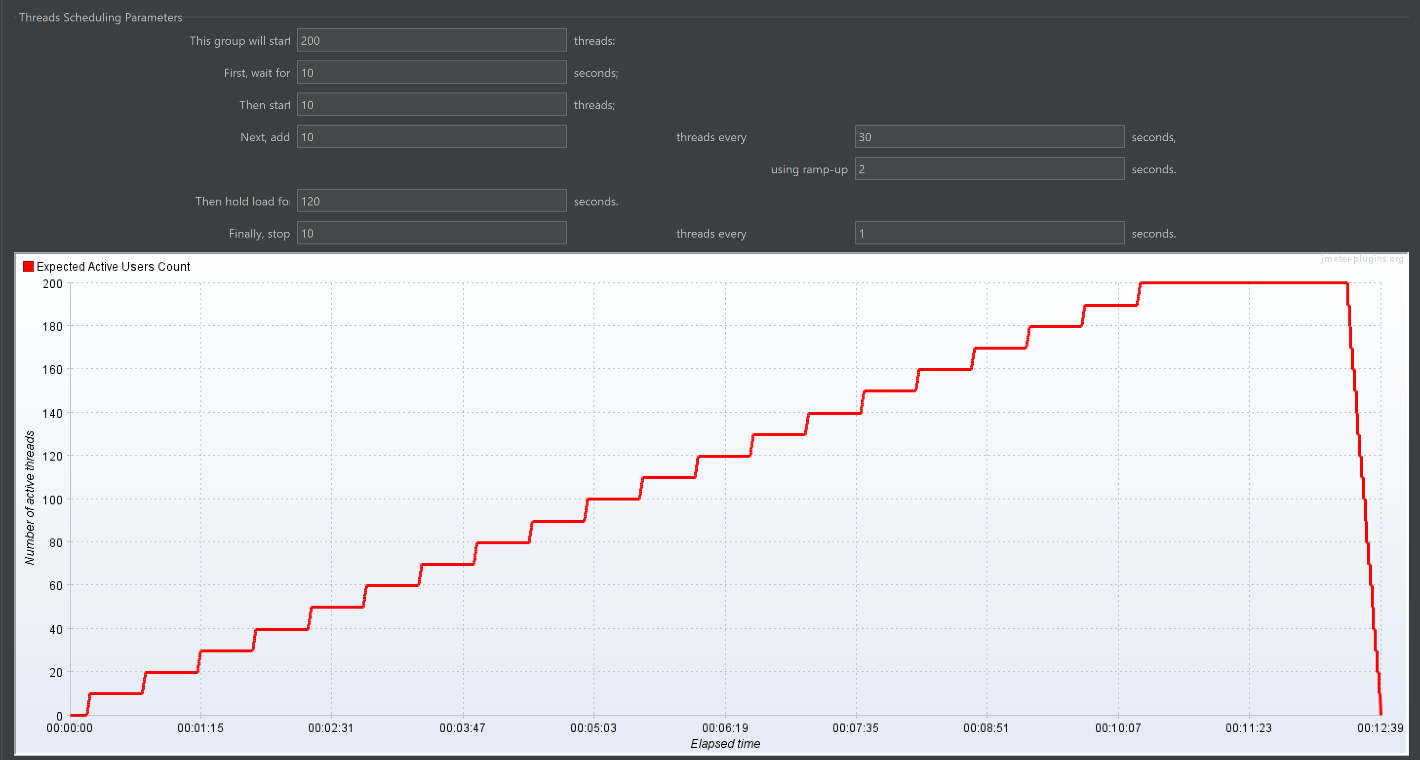 Threads Scheduling Parameters
This group will start 200 threads:
First, wait for 10 seconds;
Then start 10 threads;
Next, add 10 threads every 30 seconds,
using ramp-up 2 seconds.
Then hold load fo 120 seconds.
Finally, stop 10 threads every 1 seconds.
Expected Active Users Count
jmeter-plugins.org
200
180
160
140
120
100
80
60
40
20
0
Number of active threads
00:00:00 00:01:15 00:02:31 00:03:47 00:05:03 00:06:19 00:07:35 00:08:51 00:10:07 00:11:23 00:12:39
Elapsed time